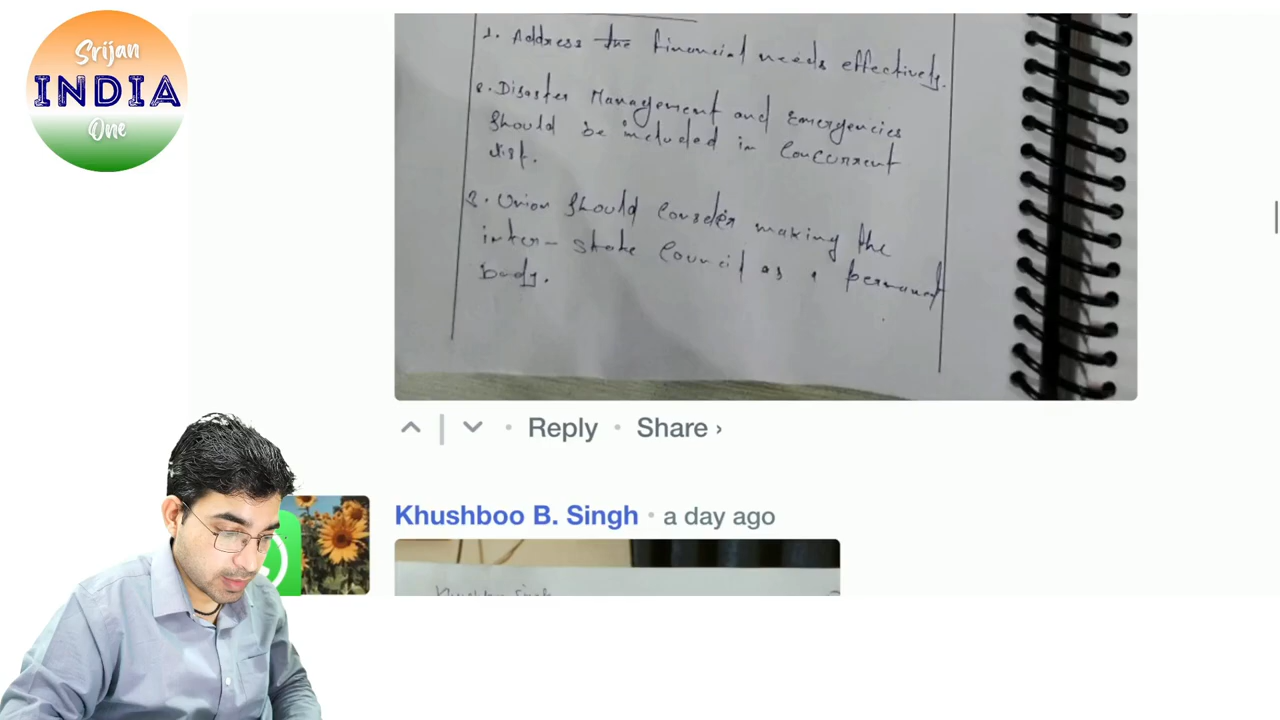 Srijan
INDIA
One
1. Address the financial needs effectively.
2. Disaster Management and Emergencies
should be included in Concurrent
list.
3. Union should consder making the
inter-state Council as a permanent
body.
Reply
Share ›
Khushboo B. Singh • a day ago